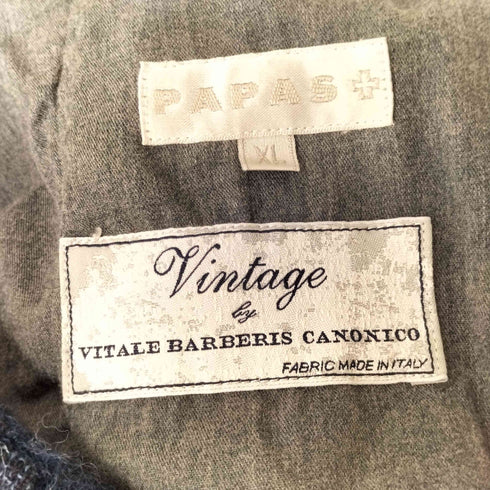 PAPAS+
XL
Vintage
by
VITALE BARBERIS CANONICO
FABRIC MADE IN ITALY